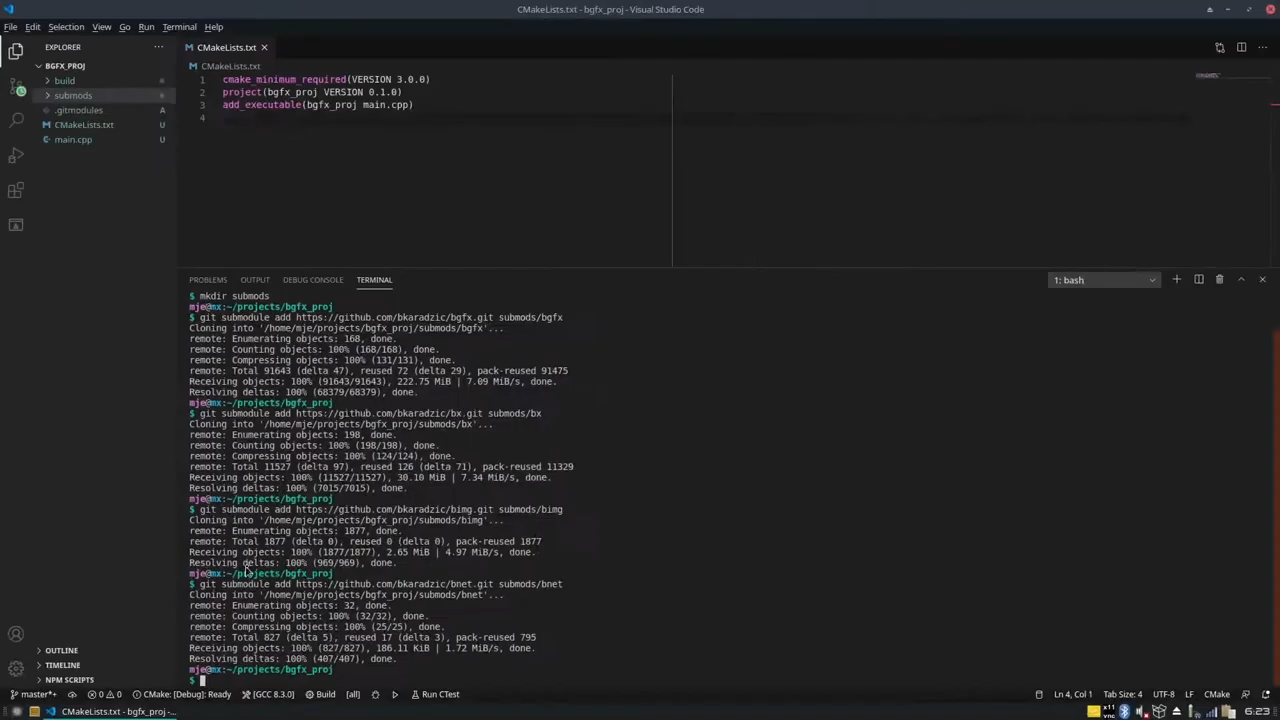 CMakeLists.txt - bgfx_proj - Visual Studio Code
File Edit Selection View Go Run Terminal Help
EXPLORER
BGFX_PROJ
build
submods
.gitmodules A
CMakeLists.txt U
main.cpp U
OUTLINE
TIMELINE
NPM SCRIPTS
CMakeLists.txt
CMakeLists.txt
1 cmake_minimum_required(VERSION 3.0.0)
2 project(bgfx_proj VERSION 0.1.0)
3 add_executable(bgfx_proj main.cpp)
4
PROBLEMS OUTPUT DEBUG CONSOLE TERMINAL 1: bash
$ mkdir submods
mje@mx:~/projects/bgfx_proj
$ git submodule add https://github.com/bkaradzic/bgfx.git submods/bgfx
Cloning into '/home/mje/projects/bgfx_proj/submods/bgfx'...
remote: Enumerating objects: 168, done.
remote: Counting objects: 100% (168/168), done.
remote: Compressing objects: 100% (131/131), done.
remote: Total 91643 (delta 47), reused 72 (delta 29), pack-reused 91475
Receiving objects: 100% (91643/91643), 222.75 MiB | 7.09 MiB/s, done.
Resolving deltas: 100% (68379/68379), done.
mje@mx:~/projects/bgfx_proj
$ git submodule add https://github.com/bkaradzic/bx.git submods/bx
Cloning into '/home/mje/projects/bgfx_proj/submods/bx'...
remote: Enumerating objects: 198, done.
remote: Counting objects: 100% (198/198), done.
remote: Compressing objects: 100% (124/124), done.
remote: Total 11527 (delta 97), reused 126 (delta 71), pack-reused 11329
Receiving objects: 100% (11527/11527), 30.10 MiB | 7.34 MiB/s, done.
Resolving deltas: 100% (7015/7015), done.
mje@mx:~/projects/bgfx_proj
$ git submodule add https://github.com/bkaradzic/bimg.git submods/bimg
Cloning into '/home/mje/projects/bgfx_proj/submods/bimg'...
remote: Enumerating objects: 1877, done.
remote: Total 1877 (delta 0), reused 0 (delta 0), pack-reused 1877
Receiving objects: 100% (1877/1877), 2.65 MiB | 4.97 MiB/s, done.
Resolving deltas: 100% (969/969), done.
mje@mx:~/projects/bgfx_proj
$ git submodule add https://github.com/bkaradzic/bnet.git submods/bnet
Cloning into '/home/mje/projects/bgfx_proj/submods/bnet'...
remote: Enumerating objects: 32, done.
remote: Counting objects: 100% (32/32), done.
remote: Compressing objects: 100% (25/25), done.
remote: Total 827 (delta 5), reused 17 (delta 3), pack-reused 795
Receiving objects: 100% (827/827), 186.11 KiB | 1.72 MiB/s, done.
Resolving deltas: 100% (407/407), done.
mje@mx:~/projects/bgfx_proj
$
master*+ 0 0 CMake: [Debug]: Ready [GCC 8.3.0] Build [all] Run CTest Ln 4, Col 1 Tab Size: 4 UTF-8 LF CMake
CMakeLists.txt - bgfx_proj -... x11 6:23